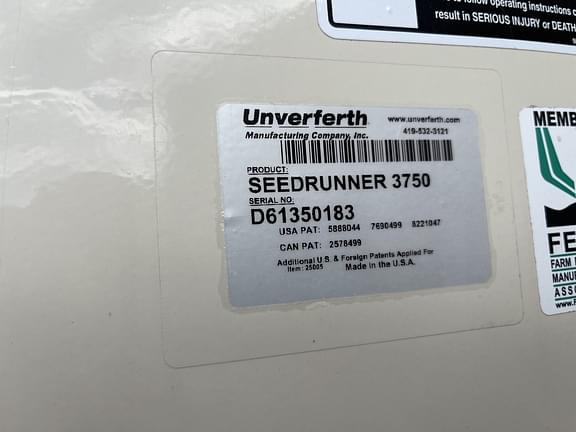 to follow operating instructions c
result in SERIOUS INJURY or DEATH
Unverferth
www.unverferth.com
Manufacturing Company, Inc.
419-532-3121
PRODUCT:
SEEDRUNNER 3750
SERIAL NO.
D61350183
USA PAT: 5888044 7690499 8221047
CAN PAT: 2578499
Additional U.S. & Foreign Patents Applied For
Item: 25005 Made in the U.S.A.
MEMB
FE
FARM
MANU
ASSO
www.F